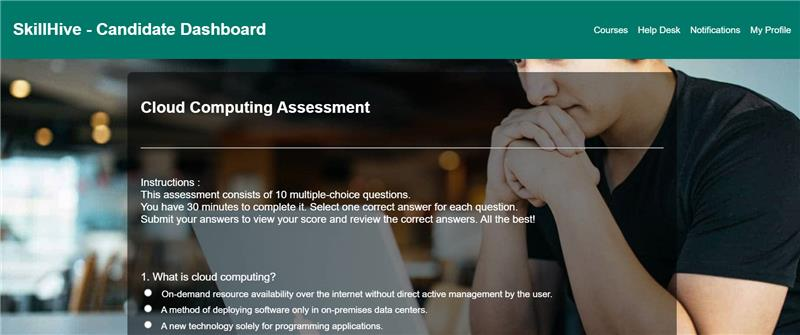 SkillHive - Candidate Dashboard
Courses Help Desk Notifications My Profile
Cloud Computing Assessment
Instructions :
This assessment consists of 10 multiple-choice questions.
You have 30 minutes to complete it. Select one correct answer for each question.
Submit your answers to view your score and review the correct answers. All the best!
1. What is cloud computing?
On-demand resource availability over the internet without direct active management by the user.
A method of deploying software only in on-premises data centers.
A new technology solely for programming applications.